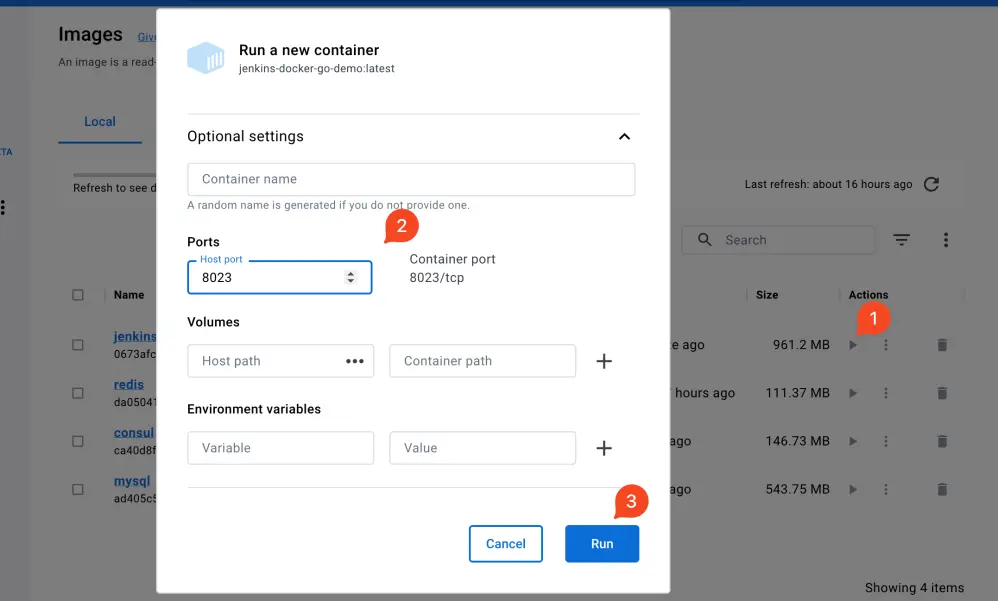 Images Give
An image is a read-
Local
ETA
Refresh to see d
Last refresh: about 16 hours ago
Search
Name
Size
Actions
jenkins
0673afc
e ago
961.2 MB
redis
da05041
hours ago
111.37 MB
consul
ca40d8f
ago
146.73 MB
mysql
ad405c5
ago
543.75 MB
Showing 4 items
Run a new container
jenkins-docker-go-demo:latest
Optional settings
Container name
A random name is generated if you do not provide one.
Ports
Host port
8023
Container port
8023/tcp
Volumes
Host path
Container path
Environment variables
Variable
Value
Cancel
Run
1
2
3